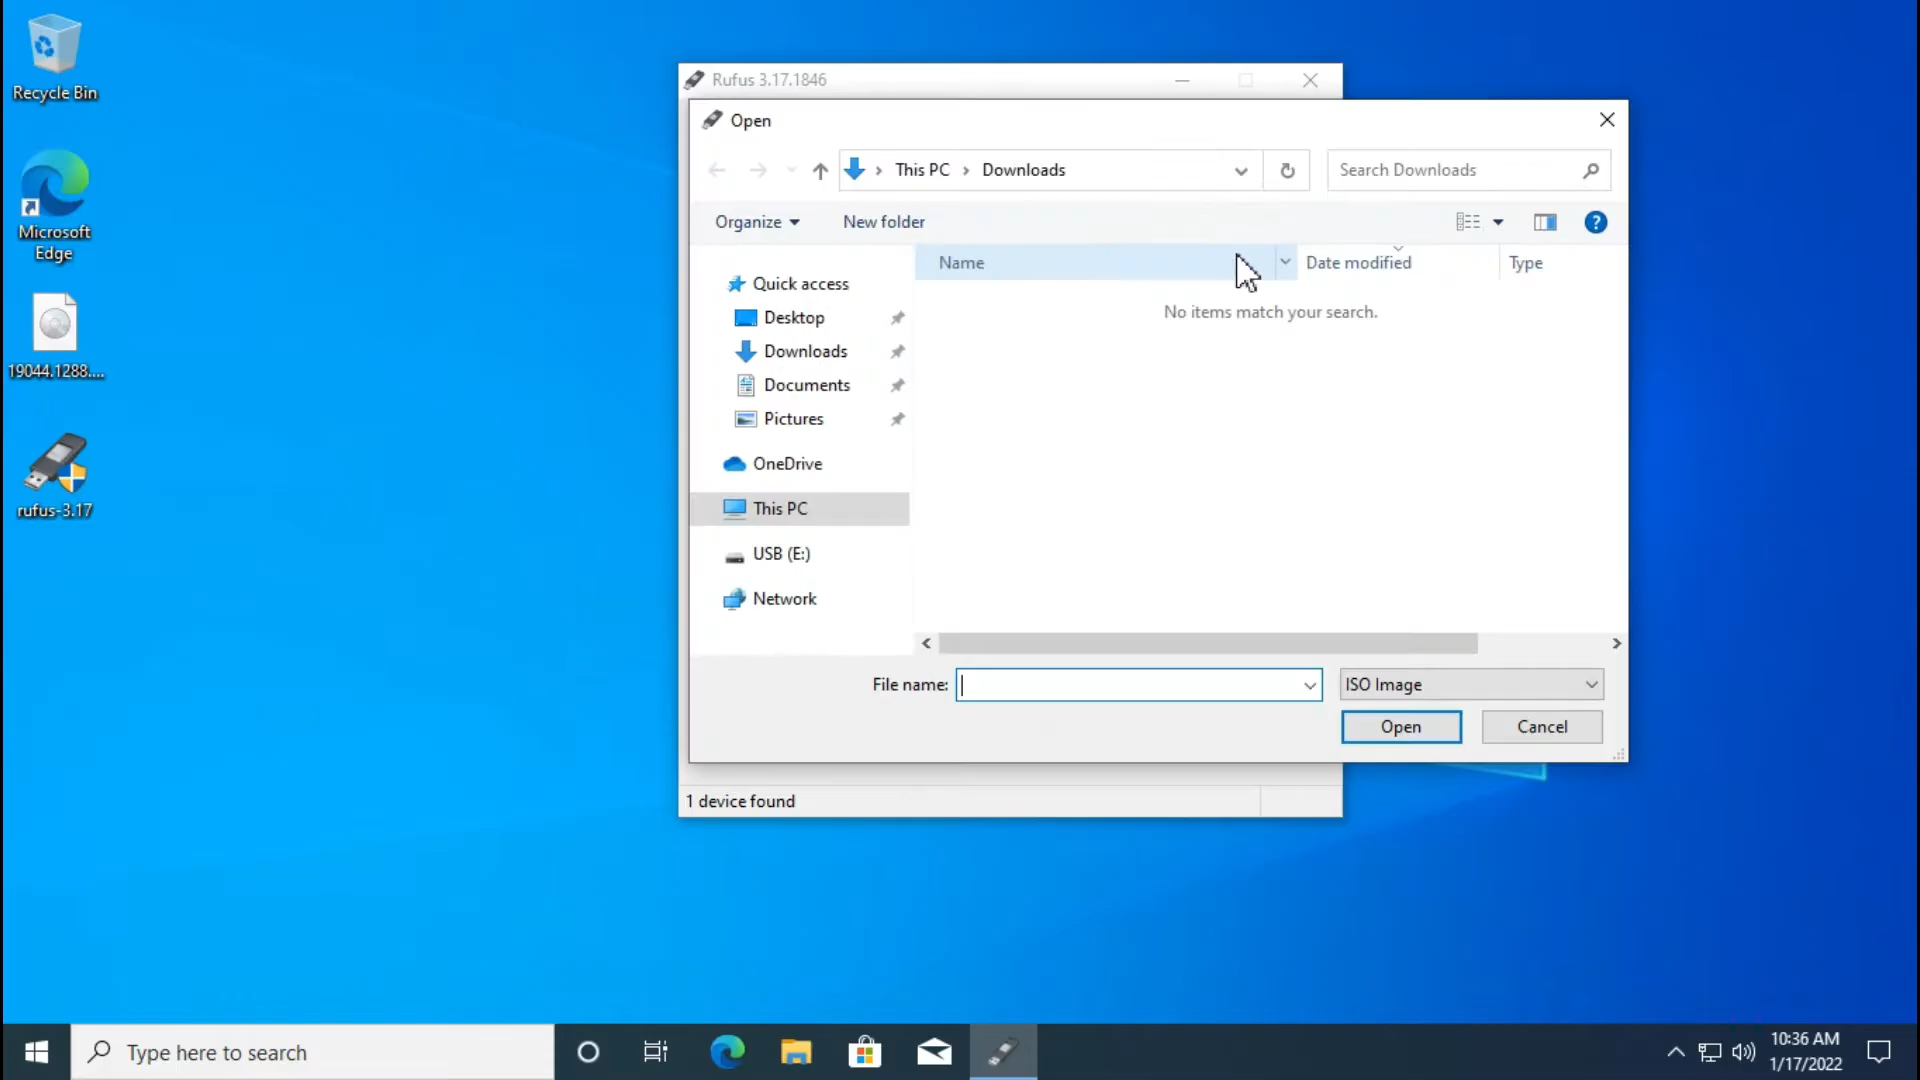 Recycle Bin
Microsoft
Edge
19044.1288....
rufus-3.17
Rufus 3.17.1846
Open
This PC
Downloads
Search Downloads
Organize
New folder
Name
Date modified
Type
No items match your search.
Quick access
Desktop
Downloads
Documents
Pictures
OneDrive
This PC
USB (E:)
Network
File name:
ISO Image
Open
Cancel
1 device found
Type here to search
10:36 AM
1/17/2022